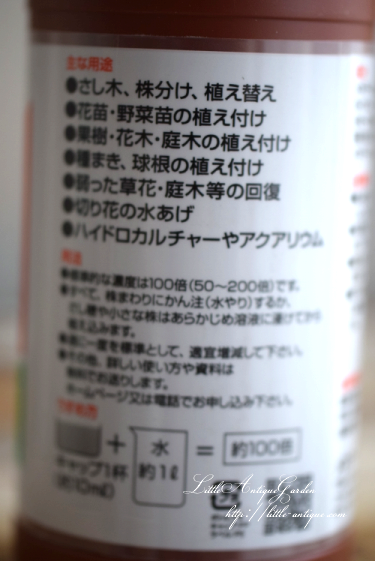 主な用途
●さし木、株分け、植え替え
●花苗・野菜苗の植え付け
●果樹・花木・庭木の植え付け
●種まき、球根の植え付け
●弱った草花・庭木等の回復
●切り花の水あげ
●ハイドロカルチャーやアクアリウム
用法
●標準的な濃度は100倍(50〜200倍)です。
●すべて、株まわりにかん注(水やり)するか、
さし穂や小さな株はあらかじめ溶液に浸けてから
植え込みます。
●週に一度を標準として、適宜増減して下さい。
●その他、詳しい使い方や資料は
無料でお送りします。
ホームページ又は電話でお申し込み下さい。
うすめ方
+ 水 約1ℓ = 約100倍
キャップ1杯
(約10ml)
Little Antique Garden
http://little-antique.com